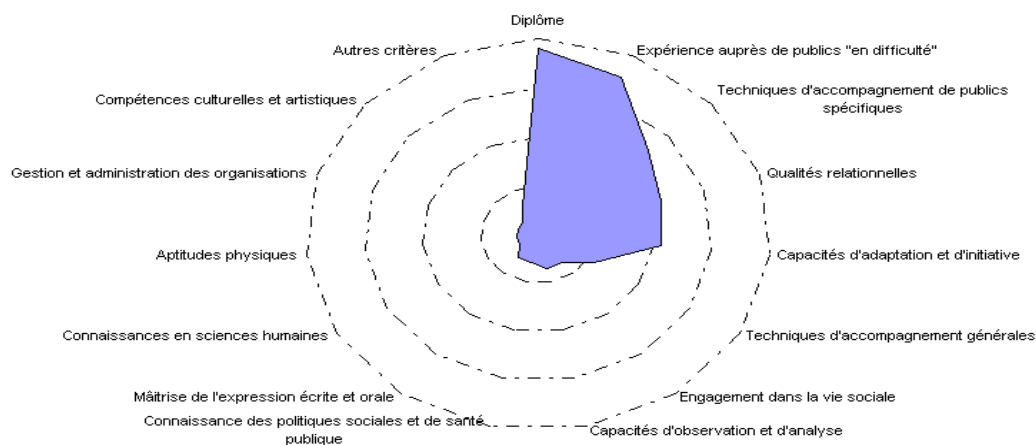 Diplôme
Expérience auprès de publics "en difficulté"
Techniques d'accompagnement de publics
spécifiques
Qualités relationnelles
Capacités d'adaptation et d'initiative
Techniques d'accompagnement générales
Engagement dans la vie sociale
Capacités d'observation et d'analyse
Connaissance des politiques sociales et de santé
publique
Mâitrise de l'expression écrite et orale
Connaissances en sciences humaines
Aptitudes physiques
Gestion et administration des organisations
Compétences culturelles et artistiques
Autres critères